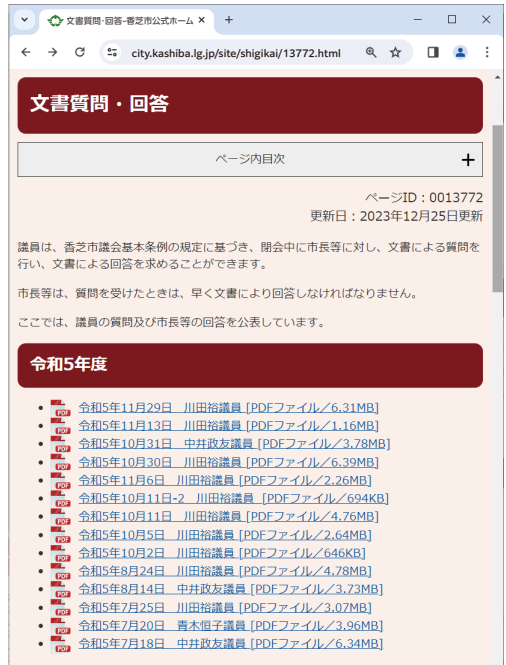 文書質問・回答-香芝市公式ホーム
city.kashiba.lg.jp/site/shigikai/13772.html
文書質問・回答
ページ内目次
ページID：0013772
更新日：2023年12月25日更新
議員は、香芝市議会基本条例の規定に基づき、閉会中に市長等に対し、文書による質問を
行い、文書による回答を求めることができます。
市長等は、質問を受けたときは、早く文書により回答しなければなりません。
ここでは、議員の質問及び市長等の回答を公表しています。
令和5年度
令和5年11月29日　川田裕議員 [PDFファイル／6.31MB]
令和5年11月13日　川田裕議員 [PDFファイル／1.16MB]
令和5年10月31日　中井政友議員 [PDFファイル／3.78MB]
令和5年10月30日　川田裕議員 [PDFファイル／6.39MB]
令和5年11月6日　川田裕議員 [PDFファイル／2.26MB]
令和5年10月11日-2　川田裕議員 [PDFファイル／694KB]
令和5年10月11日　川田裕議員 [PDFファイル／4.76MB]
令和5年10月5日　川田裕議員 [PDFファイル／2.64MB]
令和5年10月2日　川田裕議員 [PDFファイル／646KB]
令和5年8月24日　川田裕議員 [PDFファイル／4.78MB]
令和5年8月14日　中井政友議員 [PDFファイル／3.73MB]
令和5年7月25日　川田裕議員 [PDFファイル／3.07MB]
令和5年7月20日　青木恒子議員 [PDFファイル／3.96MB]
令和5年7月18日　中井政友議員 [PDFファイル／6.34MB]